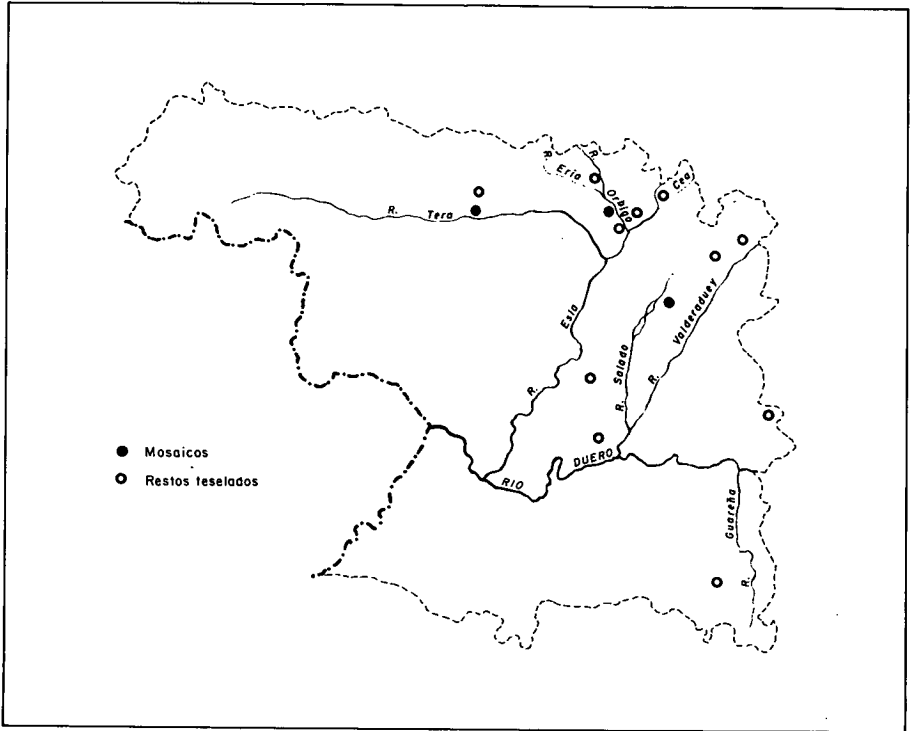 R. Eria
R. Orbigo
Cea
R. Tera
Esla
R.
Salado
R.
Valderaduey
R.
Mosaicos
Restos teselados
RIO DUERO
Guareña
R.